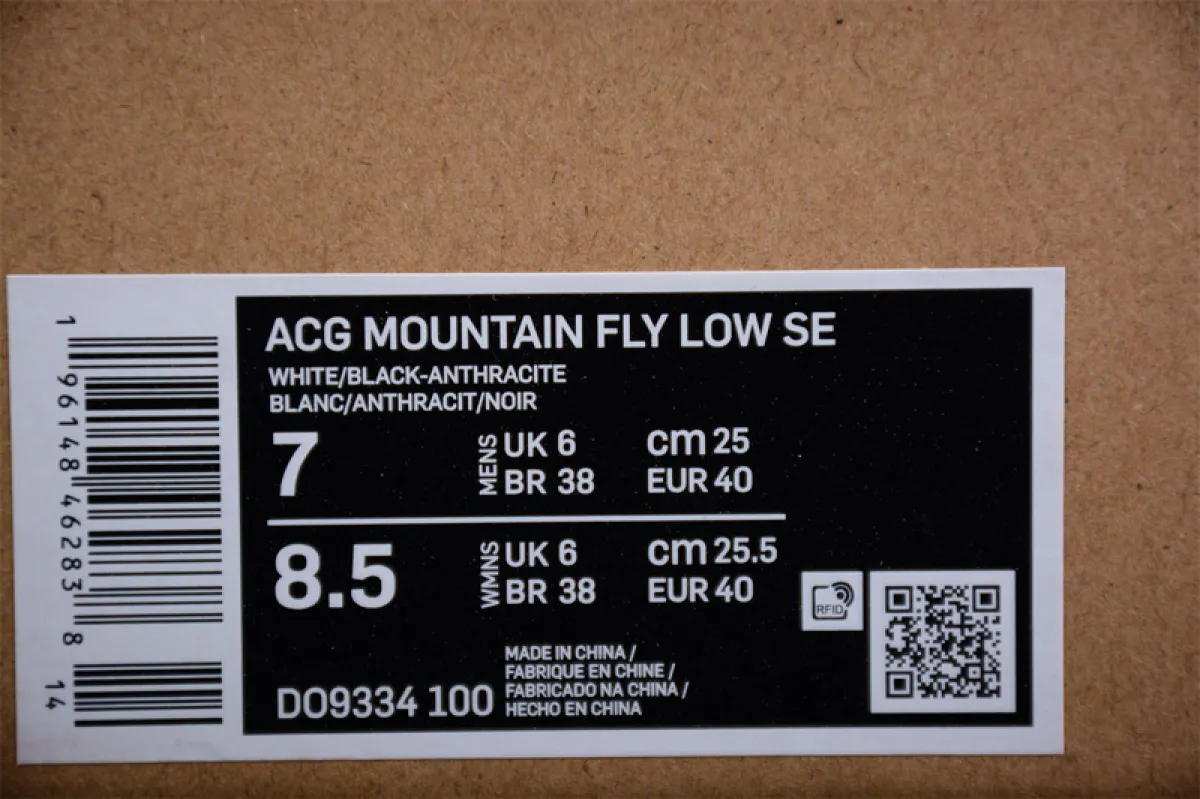 1 96148 46283 8
14
ACG MOUNTAIN FLY LOW SE
WHITE/BLACK-ANTHRACITE
BLANC/ANTHRACIT/NOIR
7
MENS
UK 6 cm 25
BR 38 EUR 40
8.5
WMNS
UK 6 cm 25.5
BR 38 EUR 40
RFID
DO9334 100
MADE IN CHINA /
FABRIQUE EN CHINE /
FABRICADO NA CHINA /
HECHO EN CHINA